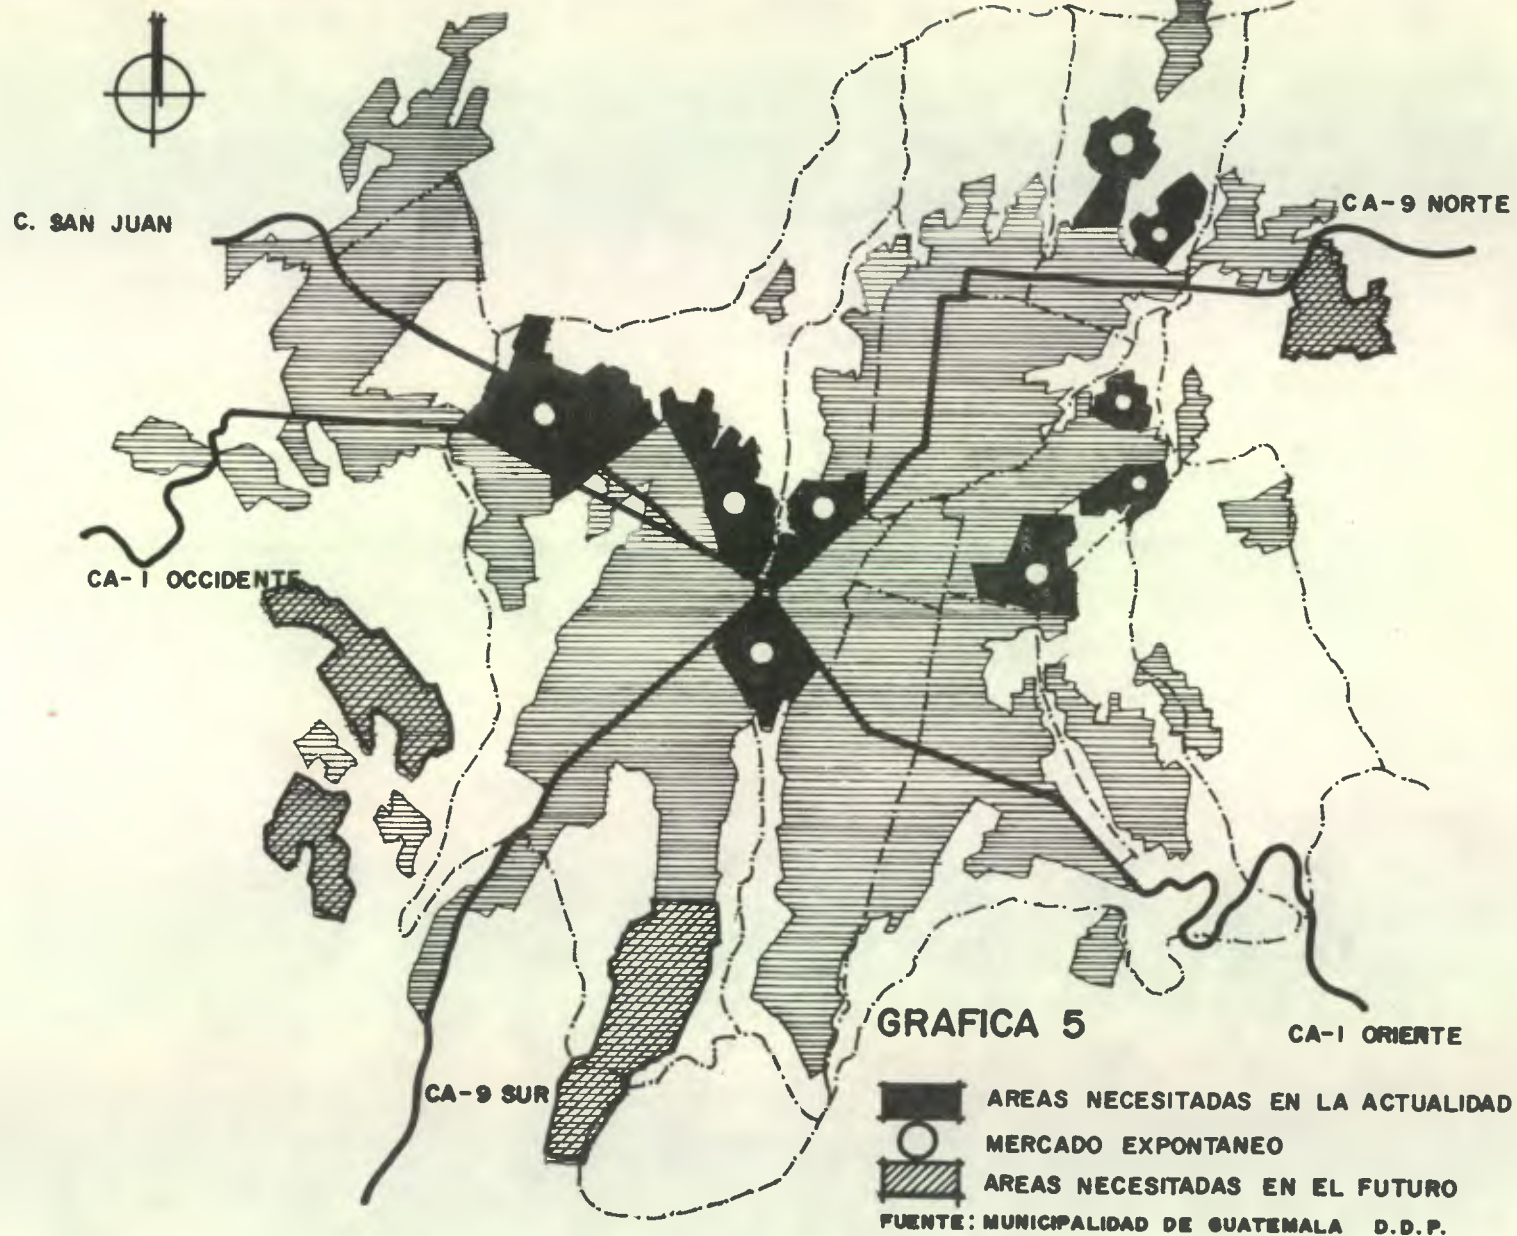 C. SAN JUAN
CA-9 NORTE
CA-1 OCCIDENTE
CA-9 SUR
GRAFICA 5
CA-1 ORIENTE
AREAS NECESITADAS EN LA ACTUALIDAD
MERCADO EXPONTANEO
AREAS NECESITADAS EN EL FUTURO
FUENTE: MUNICIPALIDAD DE GUATEMALA D.D.P.